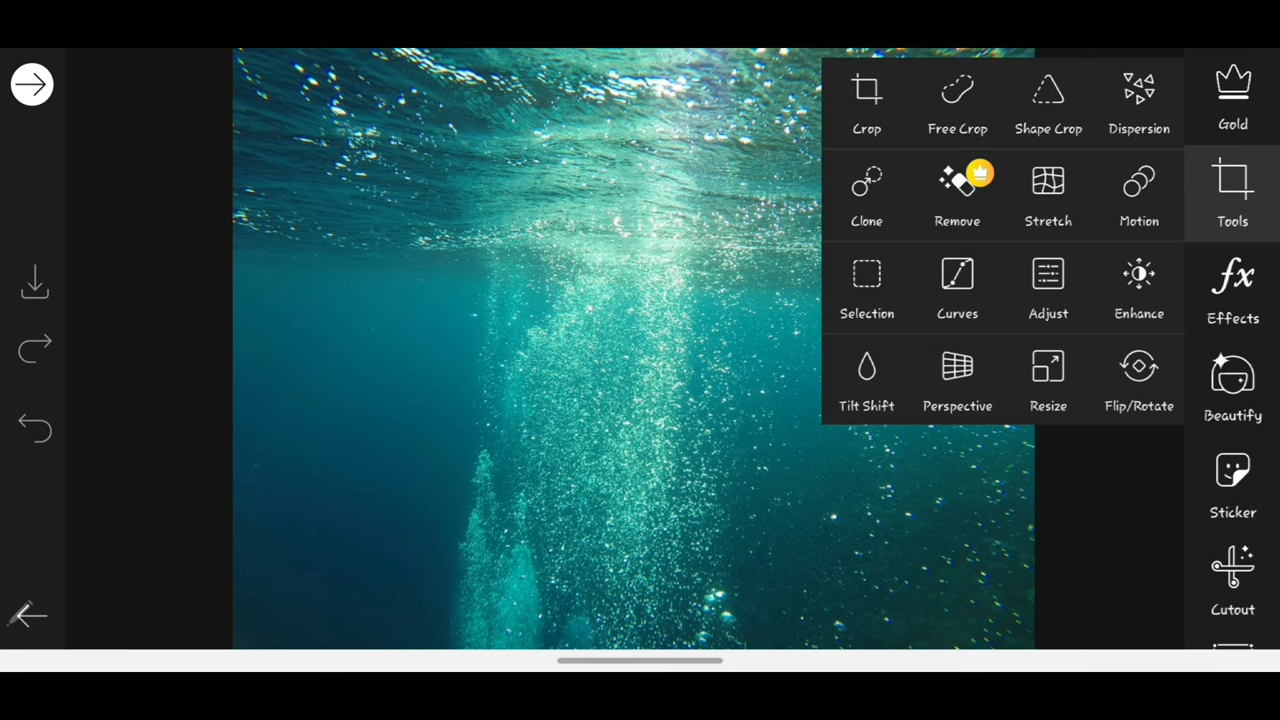 Crop Free Crop Shape Crop Dispersion
Clone Remove Stretch Motion
Selection Curves Adjust Enhance
Tilt Shift Perspective Resize Flip/Rotate
Gold
Tools
fx
Effects
Beautify
Sticker
Cutout